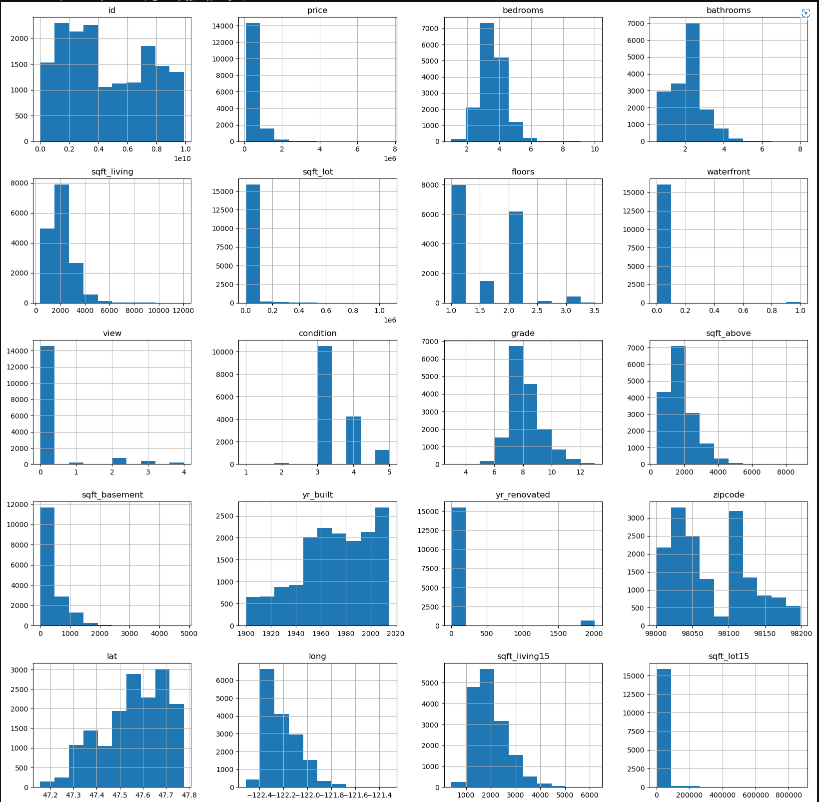 id price bedrooms bathrooms
2000 1500 1000 500 0
0.0 0.2 0.4 0.6 0.8 1.0
1e10
14000 12000 10000 8000 6000 4000 2000 0
0 2 4 6 8
1e6
7000 6000 5000 4000 3000 2000 1000 0
2 4 6 8 10
7000 6000 5000 4000 3000 2000 1000 0
2 4 6 8
sqft_living sqft_lot floors waterfront
8000 6000 4000 2000 0
0 2000 4000 6000 8000 10000 12000
15000 12500 10000 7500 5000 2500 0
0.0 0.2 0.4 0.6 0.8 1.0
1e6
8000 6000 4000 2000 0
1.0 1.5 2.0 2.5 3.0 3.5
15000 12500 10000 7500 5000 2500 0
0.0 0.2 0.4 0.6 0.8 1.0
view condition grade sqft_above
14000 12000 10000 8000 6000 4000 2000 0
0 1 2 3 4
10000 8000 6000 4000 2000 0
1 2 3 4 5
7000 6000 5000 4000 3000 2000 1000 0
4 6 8 10 12
7000 6000 5000 4000 3000 2000 1000 0
0 2000 4000 6000 8000
sqft_basement yr_built yr_renovated zipcode
12000 10000 8000 6000 4000 2000 0
0 1000 2000 3000 4000 5000
2500 2000 1500 1000 500 0
1900 1920 1940 1960 1980 2000 2020
15000 12500 10000 7500 5000 2500 0
0 500 1000 1500 2000
3000 2500 2000 1500 1000 500 0
98000 98050 98100 98150 98200
lat long sqft_living15 sqft_lot15
3000 2500 2000 1500 1000 500 0
47.2 47.3 47.4 47.5 47.6 47.7 47.8
6000 5000 4000 3000 2000 1000 0
−122.4 −122.2 −122.0 −121.8 −121.6 −121.4
5000 4000 3000 2000 1000 0
1000 2000 3000 4000 5000 6000
15000 12500 10000 7500 5000 2500 0
0 200000 400000 600000 800000